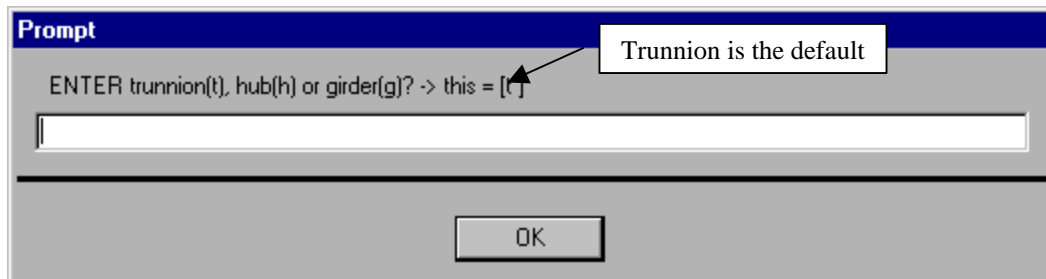 Prompt
Trunnion is the default
ENTER trunnion(t), hub(h) or girder(g)? -> this = [t ]
OK